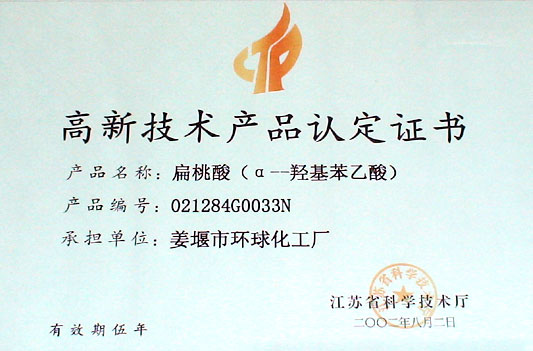 高新技术产品认定证书
产品名称：扁桃酸（α--羟基苯乙酸）
产品编号：021284G0033N
承担单位：姜堰市环球化工厂
江苏省科学技术厅
二〇〇二年八月二日
有效期伍年